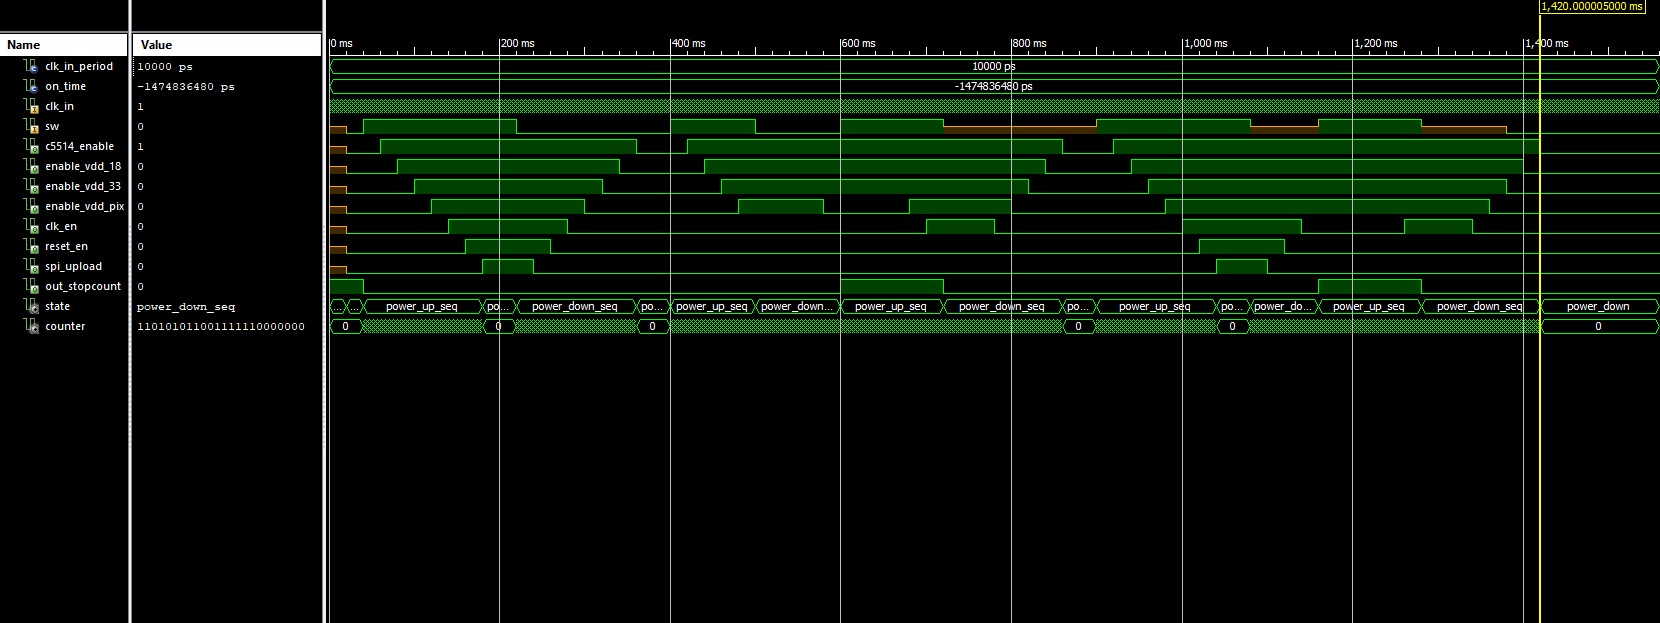 1,420.000005000 ms
Name Value
0 ms 200 ms 400 ms 600 ms 800 ms 1,000 ms 1,200 ms 1,400 ms
clk_in_period 10000 ps 10000 ps
on_time -1474836480 ps -1474836480 ps
clk_in 1
sw 0
c5514_enable 1
enable_vdd_18 0
enable_vdd_33 0
enable_vdd_pix 0
clk_en 0
reset_en 0
spi_upload 0
out_stopcount 0
state power_down_seq ... ... power_up_seq po... power_down_seq po... power_up_seq power_down... power_up_seq power_down_seq po... power_up_seq po... power_do... power_up_seq power_down_seq power_down
counter 110101011001111110000000 0 0 0 0 0 0